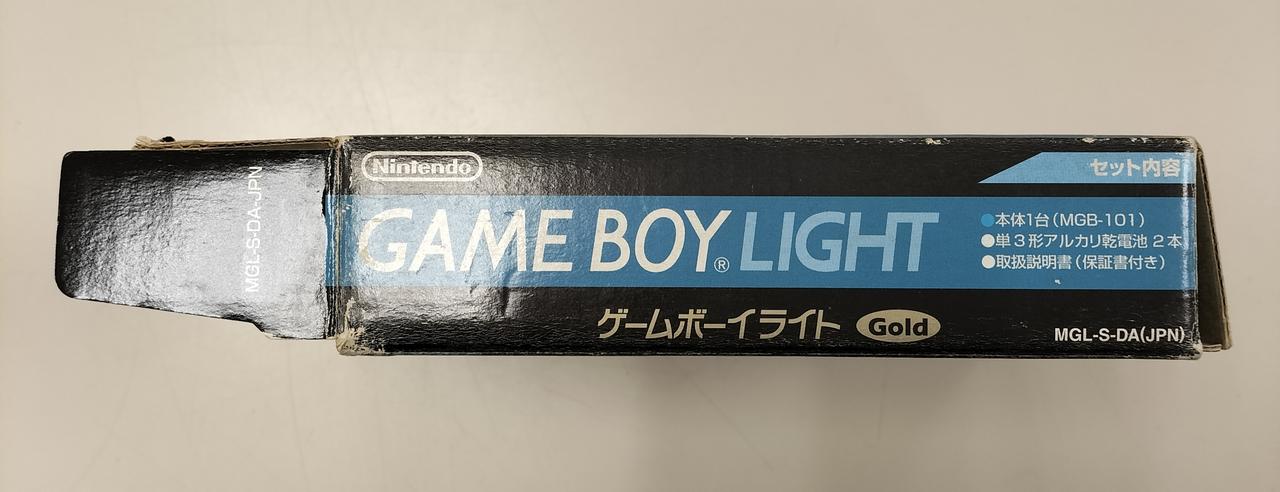 MGL-S-DA-JPN
Nintendo
GAME BOY® LIGHT
ゲームボーイライト Gold
セット内容
●本体1台(MGB-101)
●単3形アルカリ乾電池2本
●取扱説明書(保証書付き)
MGL-S-DA(JPN)